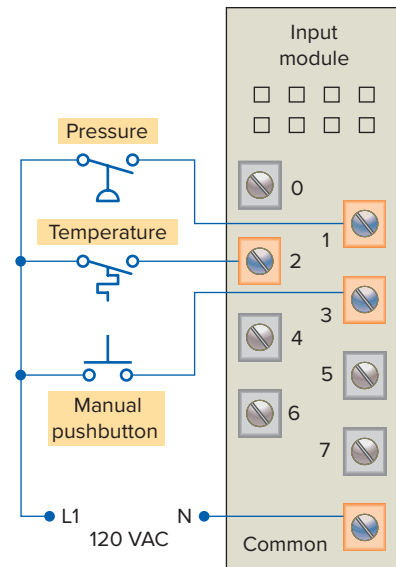 Input
module
Pressure
0
1
Temperature
2
3
4
Manual
pushbutton
5
6
7
L1
N
120 VAC
Common